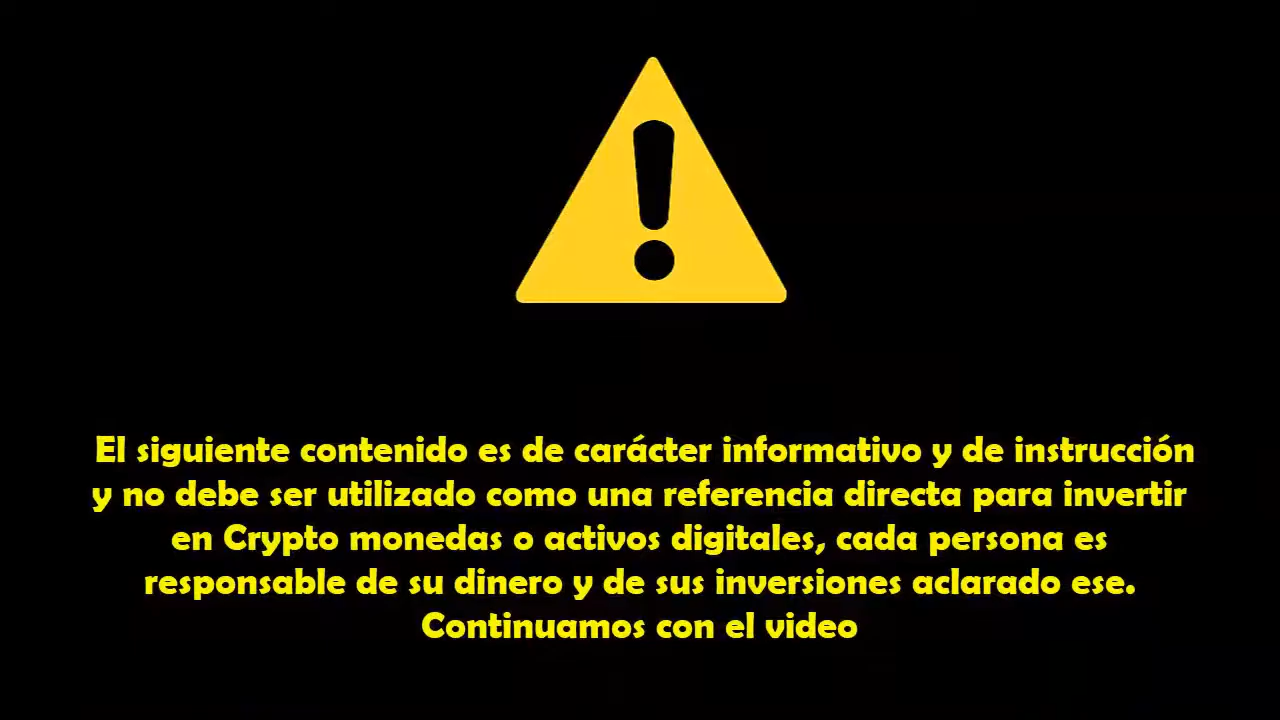 El siguiente contenido es de carácter informativo y de instrucción
y no debe ser utilizado como una referencia directa para invertir
en Crypto monedas o activos digitales, cada persona es
responsable de su dinero y de sus inversiones aclarado ese.
Continuamos con el video